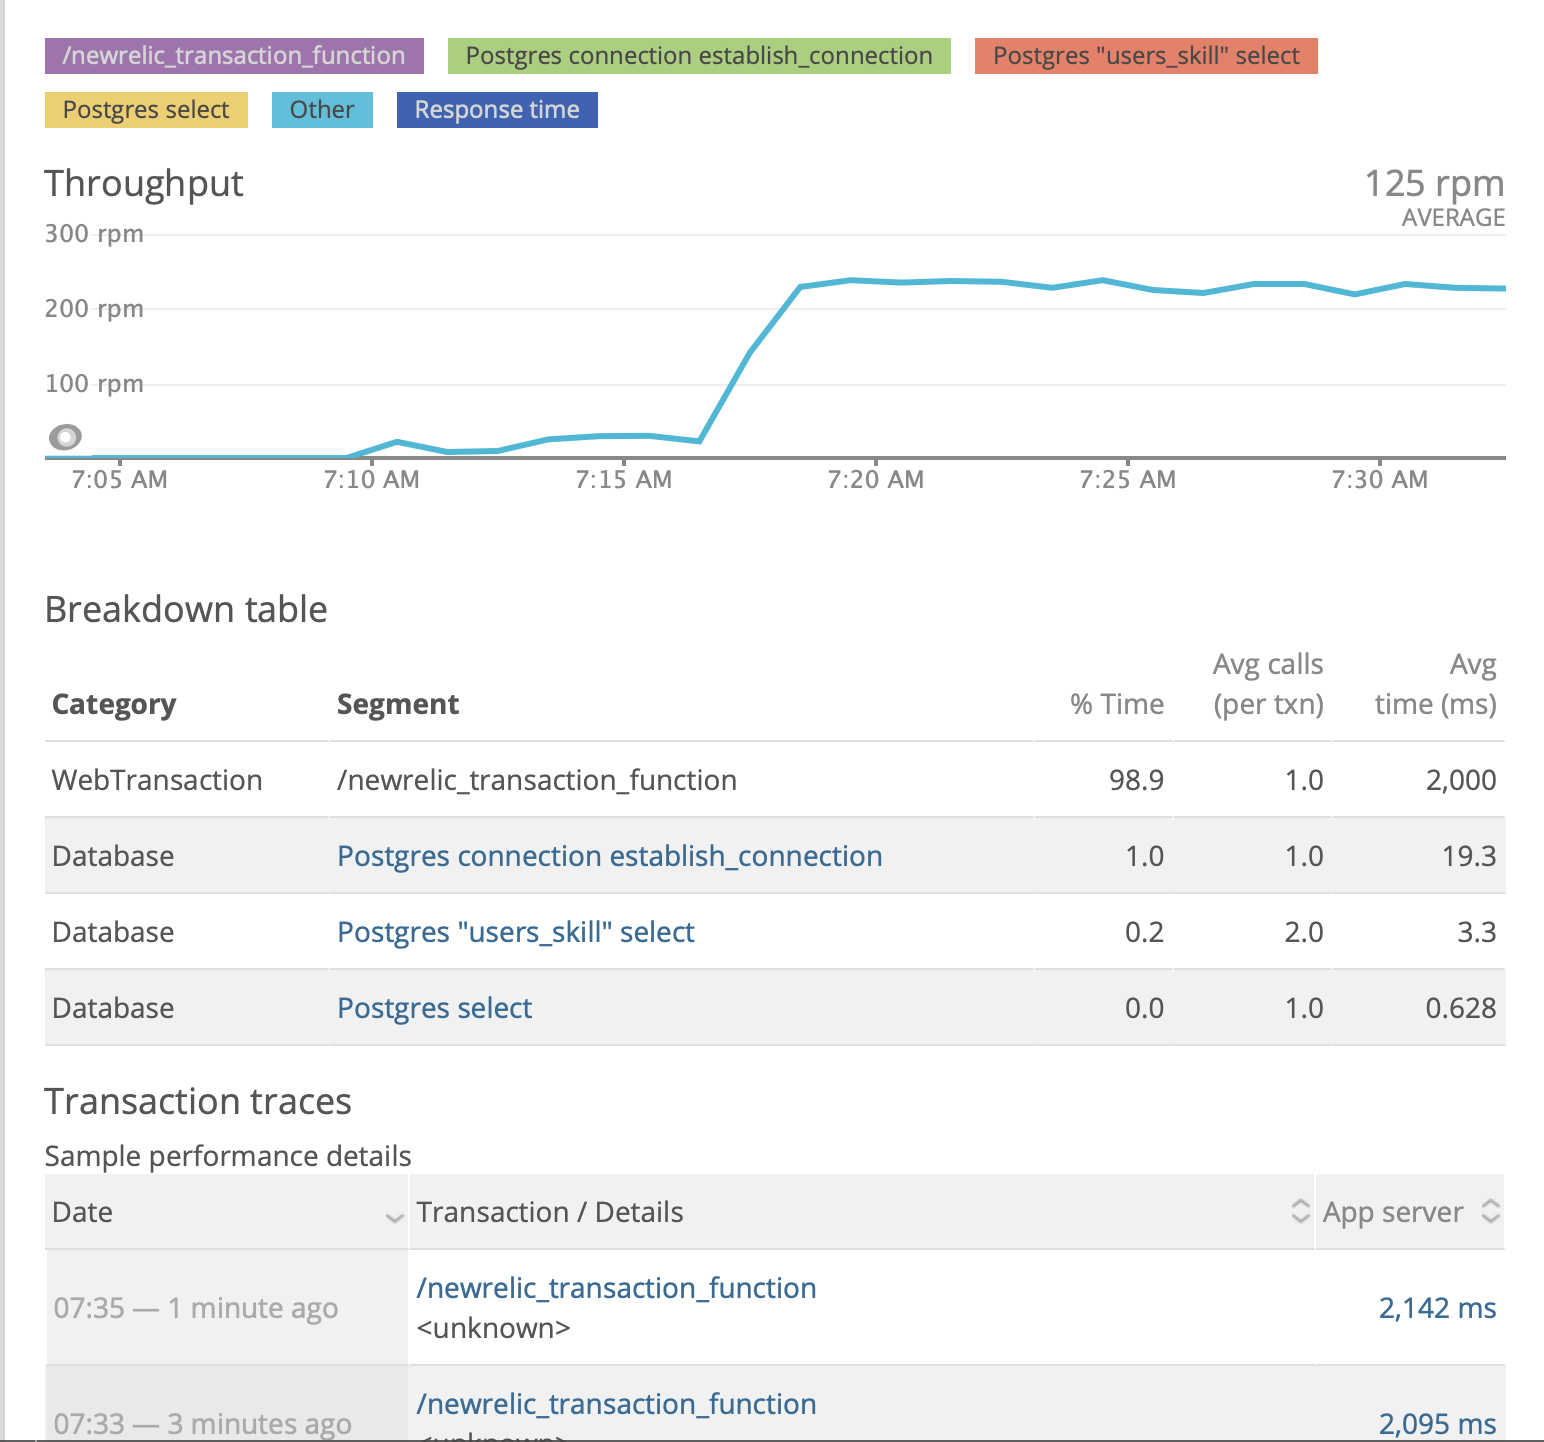 /newrelic_transaction_function Postgres connection establish_connection Postgres "users_skill" select
Postgres select Other Response time
Throughput 125 rpm
AVERAGE
300 rpm
200 rpm
100 rpm
7:05 AM 7:10 AM 7:15 AM 7:20 AM 7:25 AM 7:30 AM
Breakdown table
Avg calls Avg
Category Segment % Time (per txn) time (ms)
WebTransaction /newrelic_transaction_function 98.9 1.0 2,000
Database Postgres connection establish_connection 1.0 1.0 19.3
Database Postgres "users_skill" select 0.2 2.0 3.3
Database Postgres select 0.0 1.0 0.628
Transaction traces
Sample performance details
Date Transaction / Details App server
/newrelic_transaction_function
07:35 — 1 minute ago 2,142 ms
<unknown>
/newrelic_transaction_function
07:33 — 3 minutes ago 2,095 ms